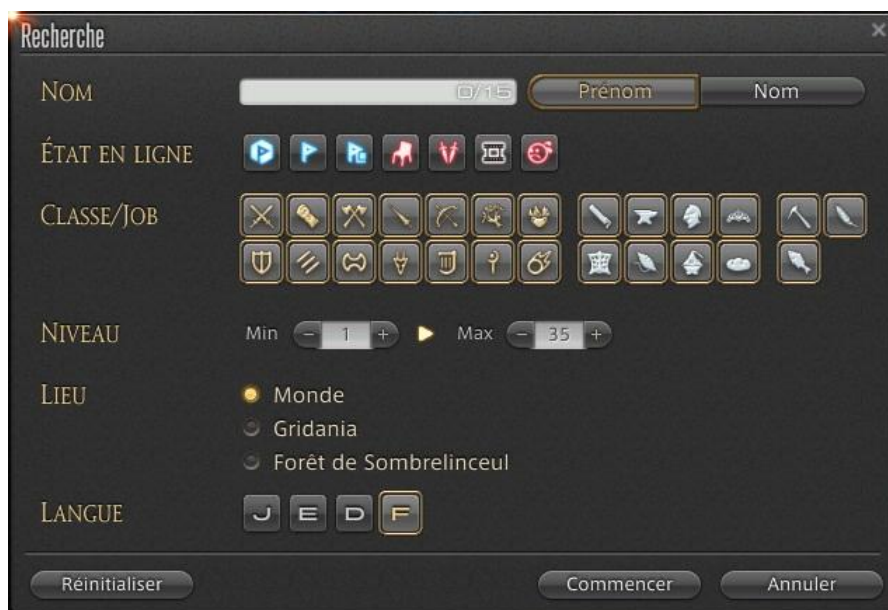 Recherche
NOM 0/15 Prénom Nom
ÉTAT EN LIGNE
CLASSE/JOB
NIVEAU Min - 1 + Max - 35 +
LIEU Monde
Gridania
Forêt de Sombrelinceul
LANGUE J E D F
Réinitialiser Commencer Annuler